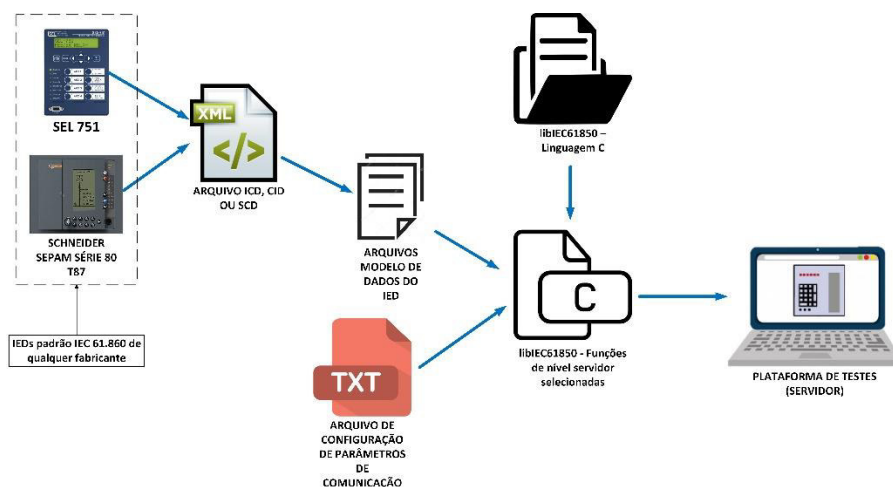 SEL 751
SCHNEIDER
SEPAM SÉRIE 80
T87
IEDs padrão IEC 61.860 de
qualquer fabricante
XML
ARQUIVO ICD, CID
OU SCD
ARQUIVOS
MODELO DE
DADOS DO
IED
TXT
ARQUIVO DE
CONFIGURAÇÃO
DE PARÂMETROS
DE
COMUNICAÇÃO
libIEC61850 –
Linguagem C
C
libIEC61850 - Funções
de nível servidor
selecionadas
PLATAFORMA DE TESTES
(SERVIDOR)